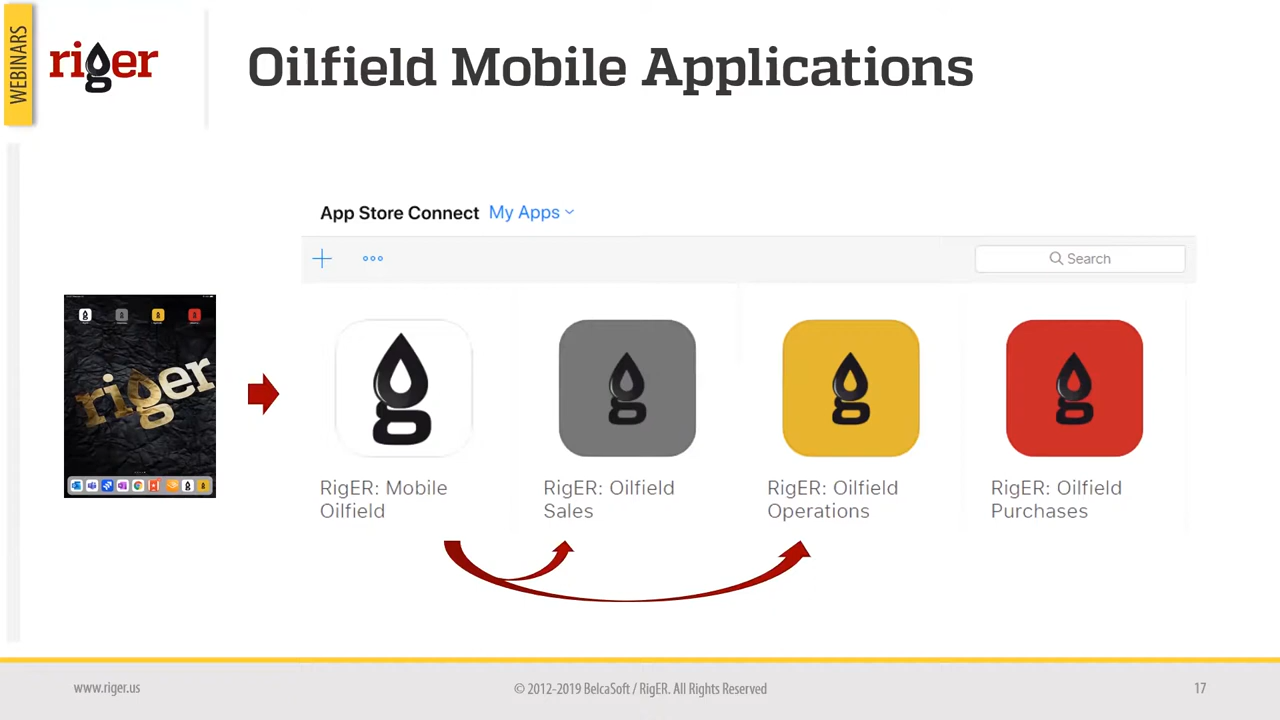 WEBINARS
riger
Oilfield Mobile Applications
App Store Connect My Apps
Search
riger
RigER: Mobile
Oilfield
RigER: Oilfield
Sales
RigER: Oilfield
Operations
RigER: Oilfield
Purchases
www.riger.us
© 2012-2019 BelcaSoft / RigER. All Rights Reserved
17